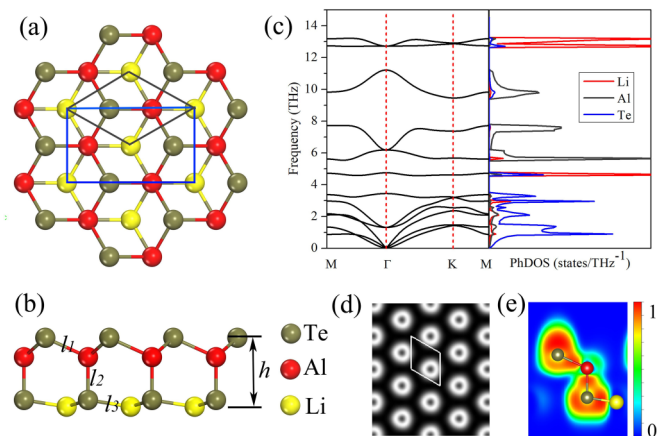 (a)
(b)
l1
l2
l3
h
Te
Al
Li
(c)
Frequency (THz)
14
12
10
8
6
4
2
0
M
Γ
K
M
PhDOS (states/THz⁻¹)
Li
Al
Te
(d)
(e)
1
0